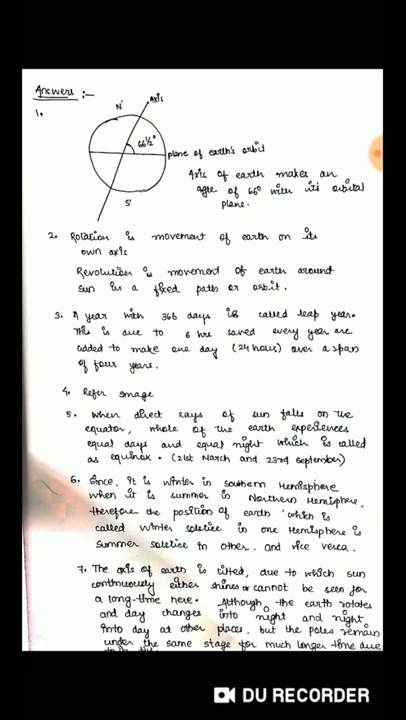 Answers :-
1.
N'
AXIS
66½°
plane of earth's orbit
S'
Axis of earth makes an
agle of 66° with its orbital
plane.
2. Rotation is movement of earth on its
own axis
Revolution is movement of earth around
sun in a fixed path or orbit.
3. A year with 366 days is called leap year.
This is due to 6 hrs saved every year are
added to make one day (24 hours) over a span
of four years.
4. Refer Image
5. When direct rays of sun falls on the
equator, whole of the earth experiences
equal days and equal night which is called
as equinox. (21st March and 23rd September)
6. Since, it is winter in southern Hemisphere
when it is summer in Northern Hemiphere,
therefore the position of earth 'which is
called winter solstice in one Hemisphere is
summer solstice in other. and vice versa.
7. The axis of earth is tilted, due to which sun
continuously either shines or cannot be seen for
a long-time here. Although, the earth rotates
and day changes into night and night
into day at other places, but the poles remain
under the same stage for much longer time due
DU RECORDER